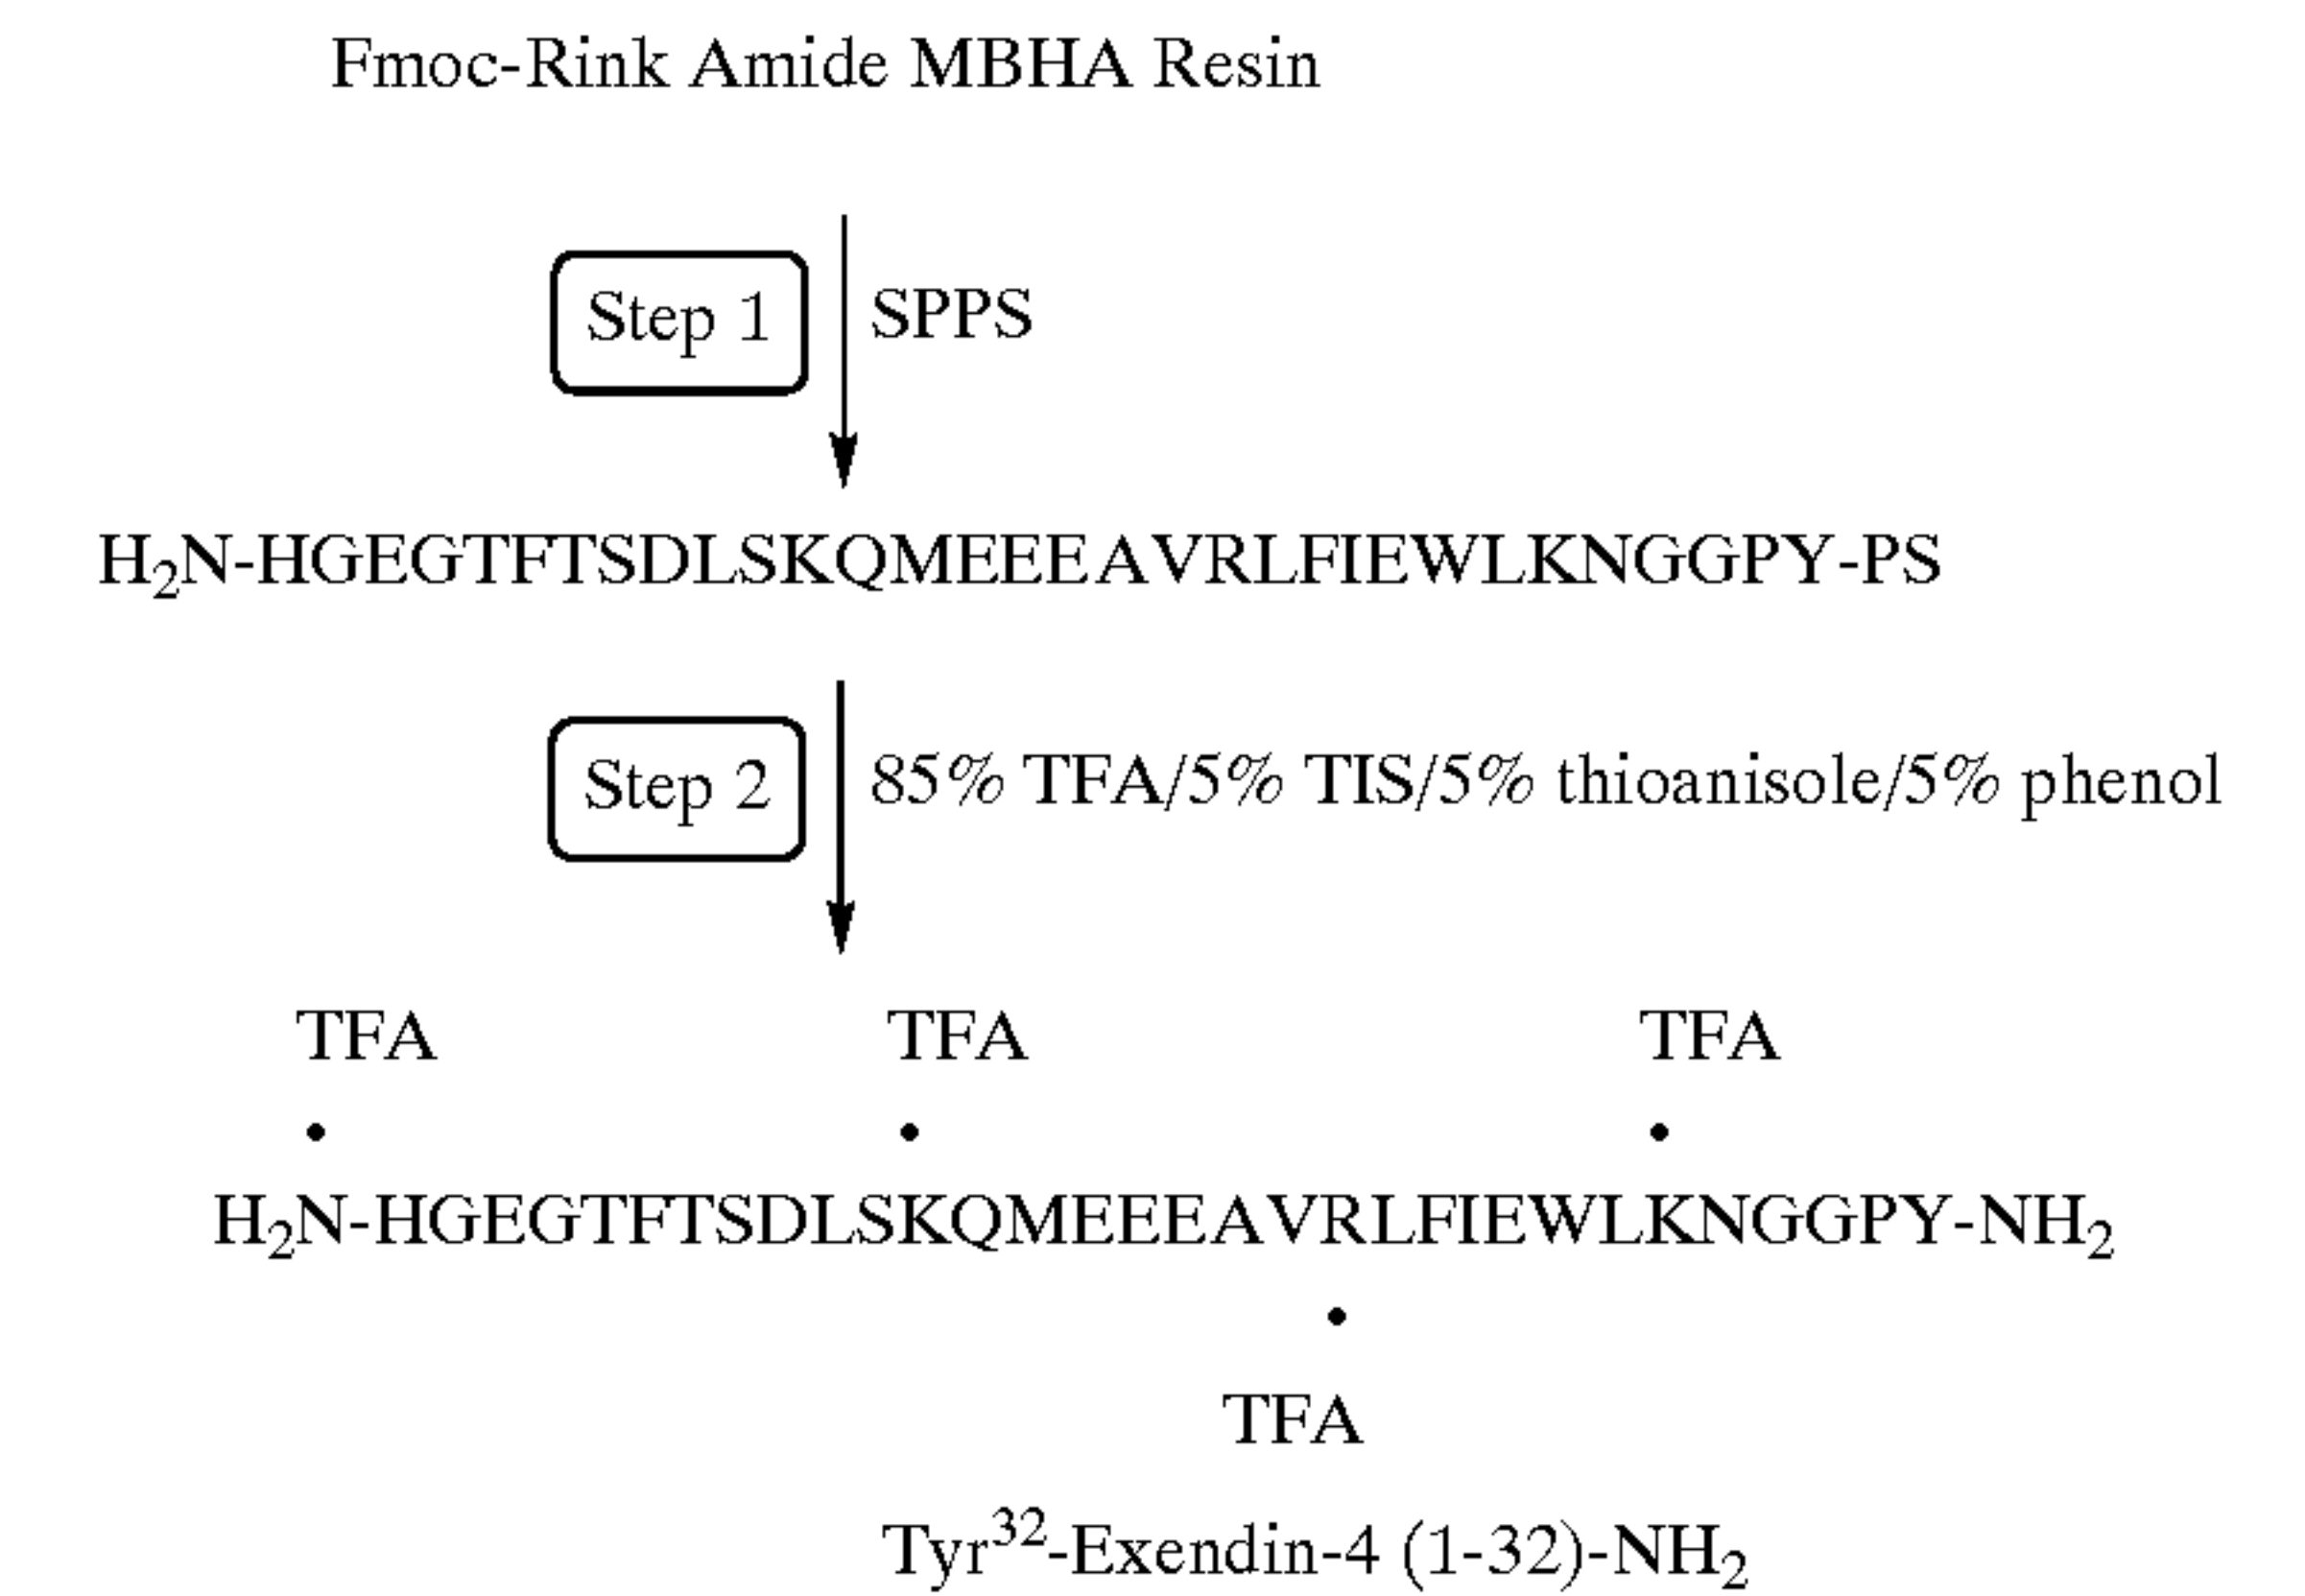 Fmoc-Rink Amide MBHA Resin
Step 1
SPPS
H₂N-HGEGTFTSDLSKQMEEEAVRLFIEWLKNGGPY-PS
Step 2
85% TFA/5% TIS/5% thioanisole/5% phenol
TFA TFA TFA
H₂N-HGEGTFTSDLSKQMEEEAVRLFIEWLKNGGPY-NH₂
TFA
Tyr³²-Exendin-4 (1-32)-NH₂